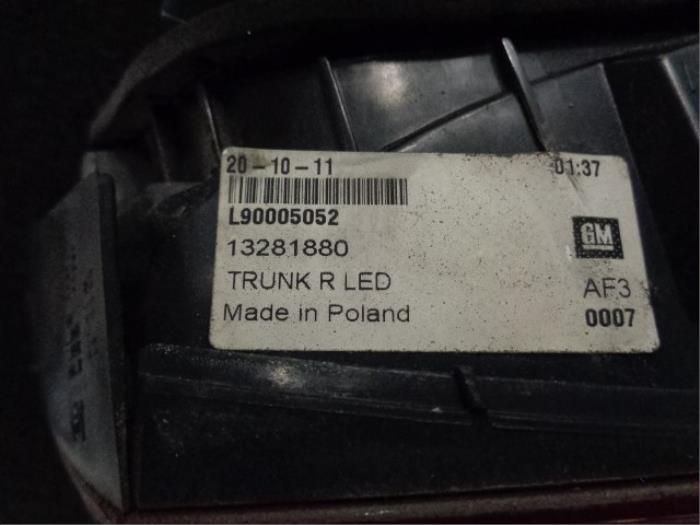 20-10-11 01:37
L90005052
13281880 GM
TRUNK R LED AF3
Made in Poland 0007